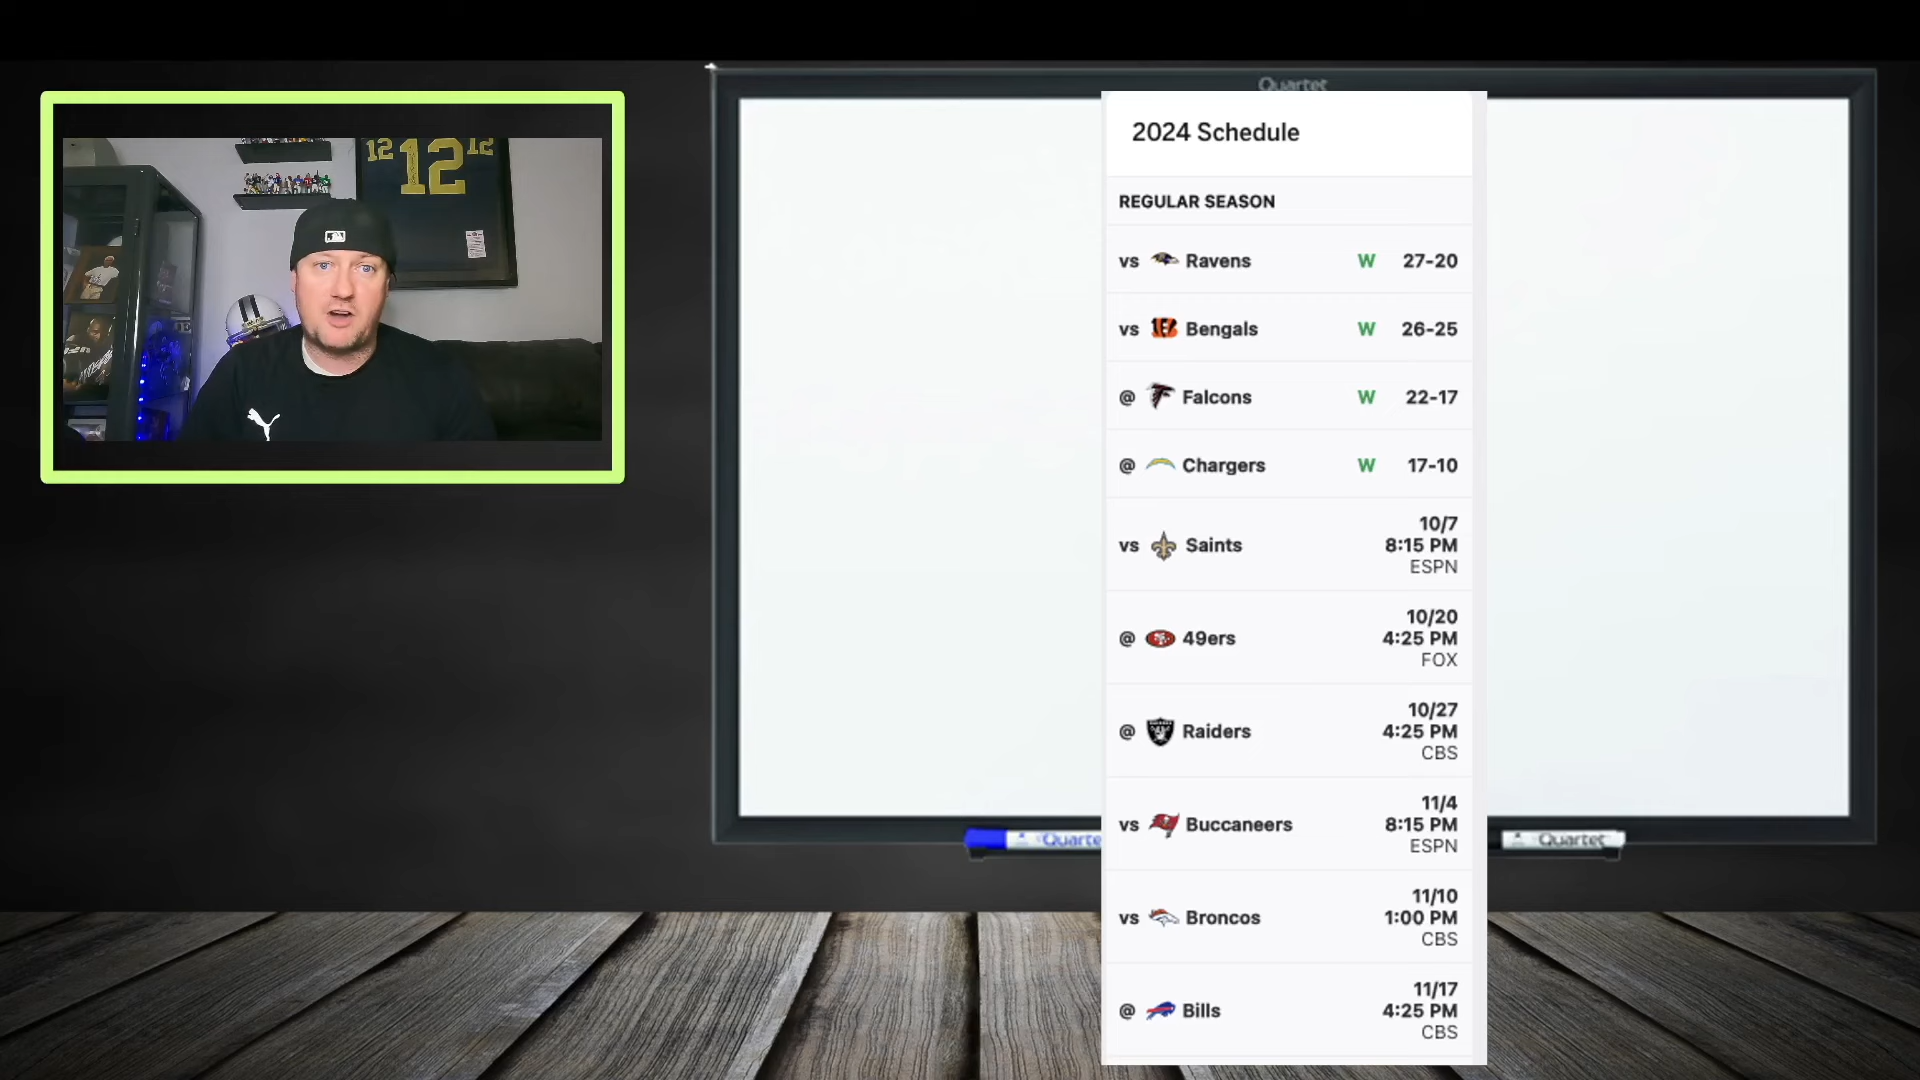 12 12 12
Quartet
2024 Schedule
REGULAR SEASON
vs Ravens W 27-20
vs Bengals W 26-25
@ Falcons W 22-17
@ Chargers W 17-10
10/7
vs Saints 8:15 PM
ESPN
10/20
@ 49ers 4:25 PM
FOX
10/27
@ Raiders 4:25 PM
CBS
11/4
vs Buccaneers 8:15 PM
ESPN
11/10
vs Broncos 1:00 PM
CBS
11/17
@ Bills 4:25 PM
CBS
Quarte
Quartet